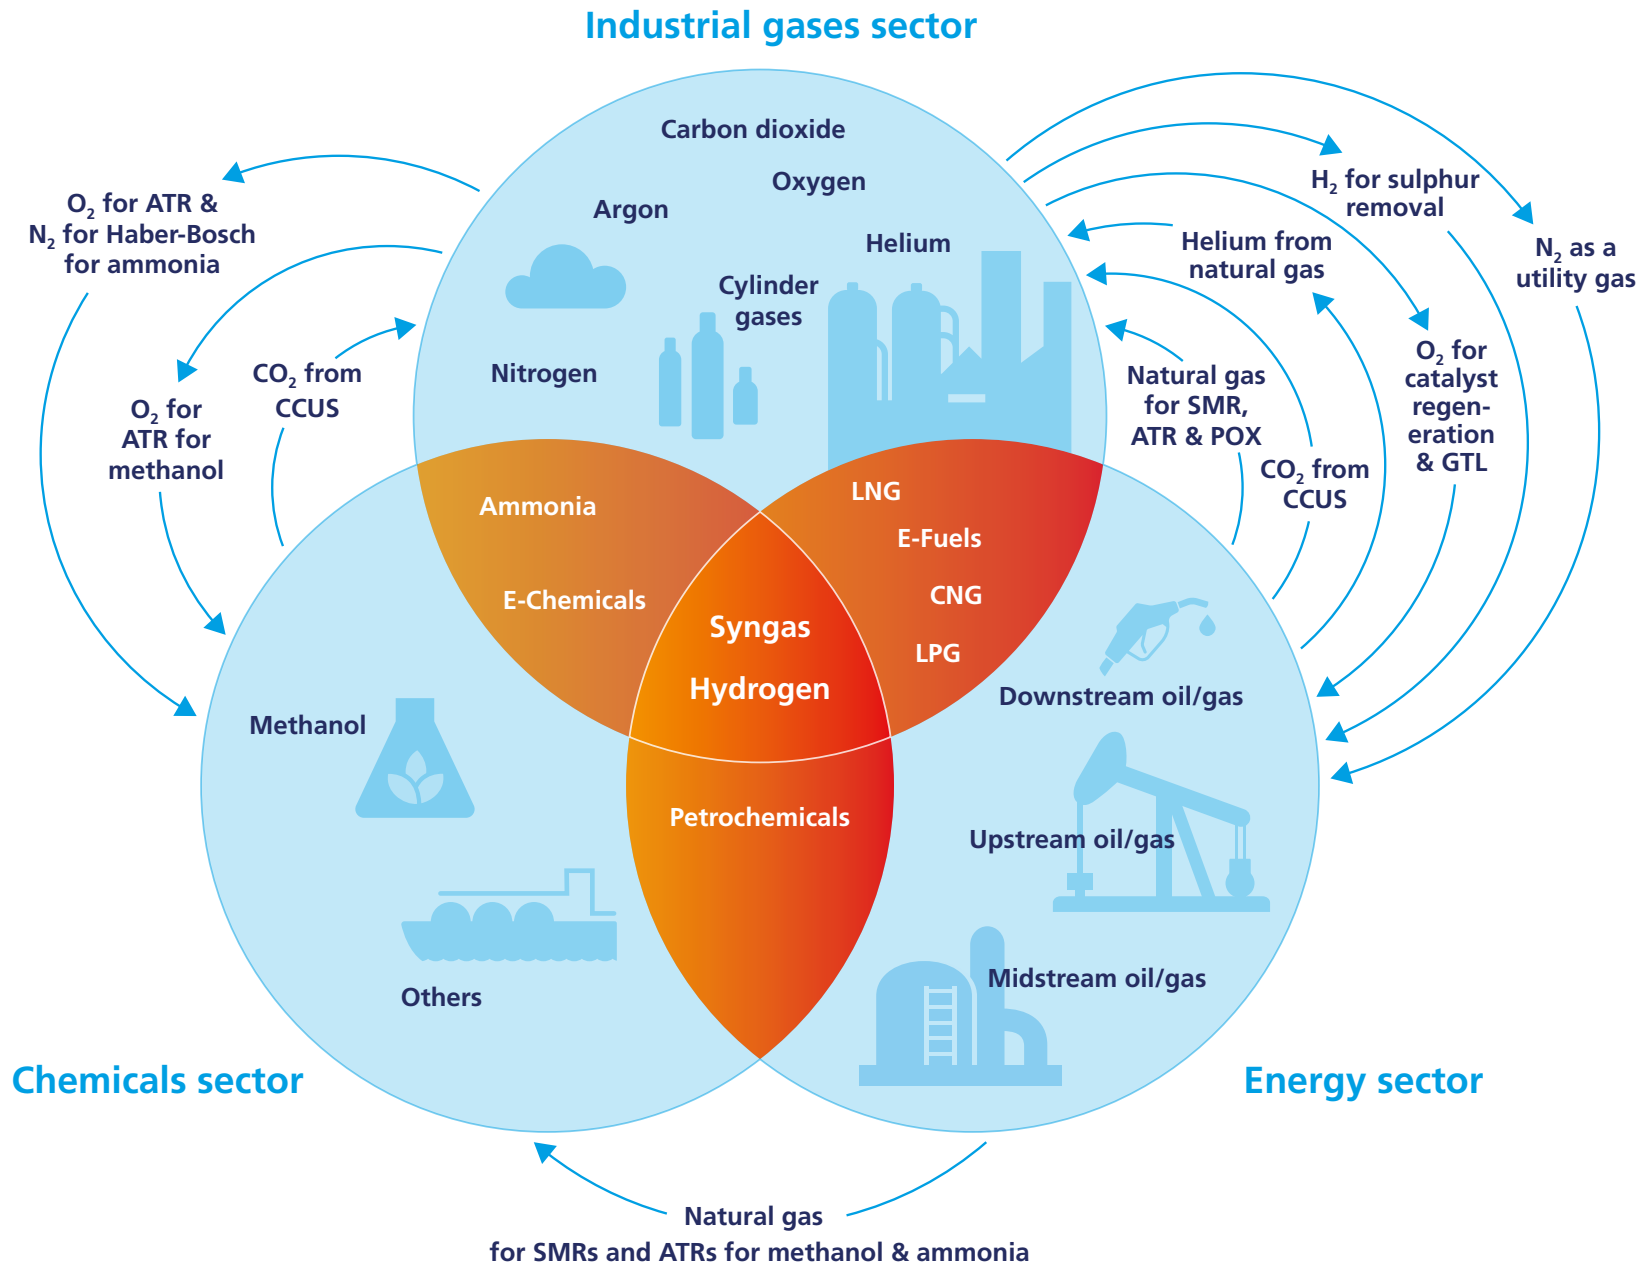 Industrial gases sector
Carbon dioxide
Oxygen
Argon
Helium
Cylinder
gases
Nitrogen
O₂ for ATR &
N₂ for Haber-Bosch
for ammonia
O₂ for
ATR for
methanol
CO₂ from
CCUS
H₂ for sulphur
removal
N₂ as a
utility gas
Helium from
natural gas
O₂ for
catalyst
regen-
eration
& GTL
Natural gas
for SMR,
ATR & POX
CO₂ from
CCUS
Ammonia
E-Chemicals
LNG
E-Fuels
CNG
LPG
Syngas
Hydrogen
Petrochemicals
Methanol
Others
Downstream oil/gas
Upstream oil/gas
Midstream oil/gas
Chemicals sector
Energy sector
Natural gas
for SMRs and ATRs for methanol & ammonia